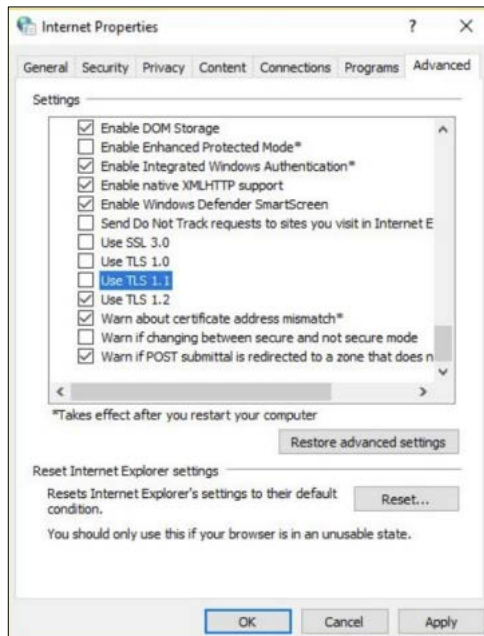 Internet Properties ? ×
General Security Privacy Content Connections Programs Advanced
Settings
Enable DOM Storage
Enable Enhanced Protected Mode*
Enable Integrated Windows Authentication*
Enable native XMLHTTP support
Enable Windows Defender SmartScreen
Send Do Not Track requests to sites you visit in Internet E
Use SSL 3.0
Use TLS 1.0
Use TLS 1.1
Use TLS 1.2
Warn about certificate address mismatch*
Warn if changing between secure and not secure mode
Warn if POST submittal is redirected to a zone that does n
*Takes effect after you restart your computer
Restore advanced settings
Reset Internet Explorer settings
Resets Internet Explorer's settings to their default
condition.
Reset...
You should only use this if your browser is in an unusable state.
OK Cancel Apply